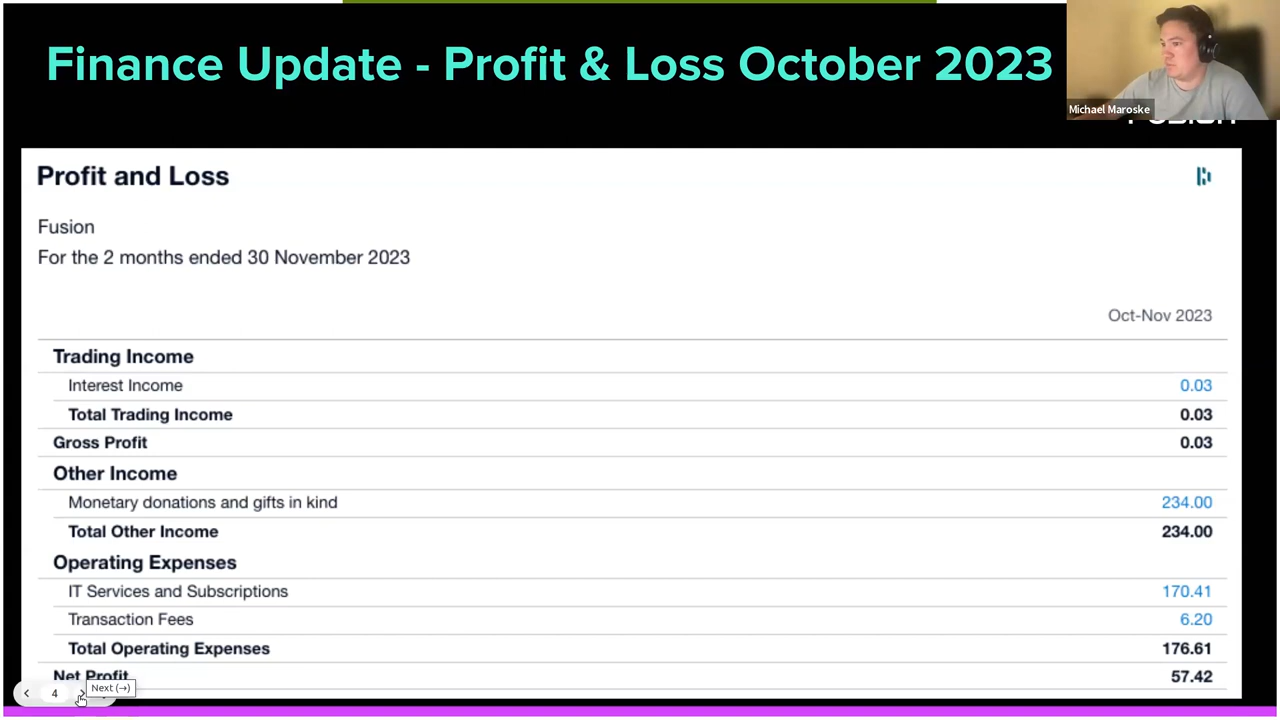 Finance Update - Profit & Loss October 2023
Michael Maroske
Profit and Loss
Fusion
For the 2 months ended 30 November 2023
Oct-Nov 2023
Trading Income
Interest Income 0.03
Total Trading Income 0.03
Gross Profit 0.03
Other Income
Monetary donations and gifts in kind 234.00
Total Other Income 234.00
Operating Expenses
IT Services and Subscriptions 170.41
Transaction Fees 6.20
Total Operating Expenses 176.61
Net Profit 57.42
4 Next (→)